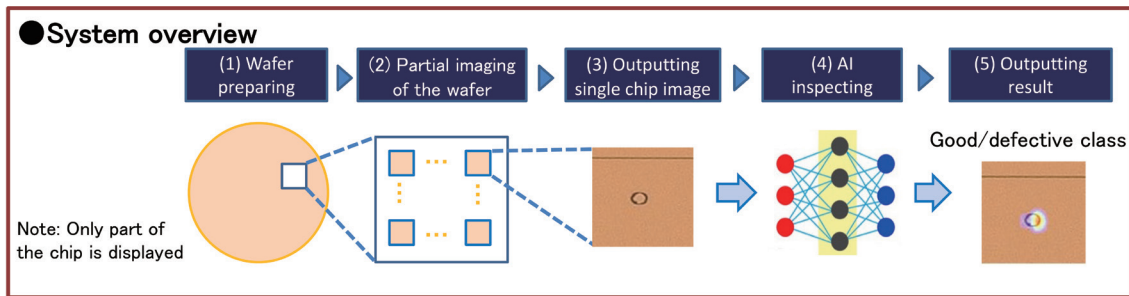 ●System overview
(1) Wafer
preparing
(2) Partial imaging
of the wafer
(3) Outputting
single chip image
(4) AI
inspecting
(5) Outputting
result
Good/defective class
Note: Only part of
the chip is displayed